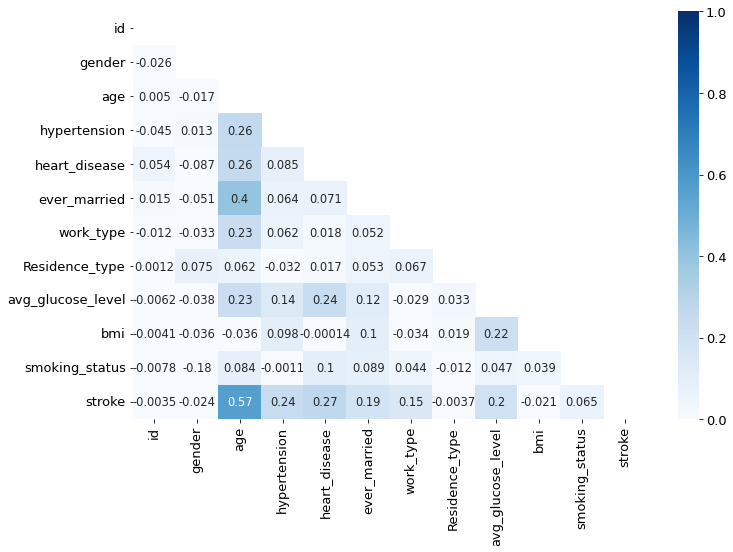 id
gender -0.026
age 0.005 -0.017
hypertension -0.045 0.013 0.26
heart_disease 0.054 -0.087 0.26 0.085
ever_married 0.015 -0.051 0.4 0.064 0.071
work_type -0.012 -0.033 0.23 0.062 0.018 0.052
Residence_type 0.0012 0.075 0.062 -0.032 0.017 0.053 0.067
avg_glucose_level -0.0062 -0.038 0.23 0.14 0.24 0.12 -0.029 0.033
bmi -0.0041 -0.036 -0.036 0.098 -0.00014 0.1 -0.034 0.019 0.22
smoking_status -0.0078 -0.18 0.084 -0.0011 0.1 0.089 0.044 -0.012 0.047 0.039
stroke -0.0035 -0.024 0.57 0.24 0.27 0.19 0.15 -0.0037 0.2 -0.021 0.065
id gender age hypertension heart_disease ever_married work_type Residence_type avg_glucose_level bmi smoking_status stroke
1.0
0.8
0.6
0.4
0.2
0.0